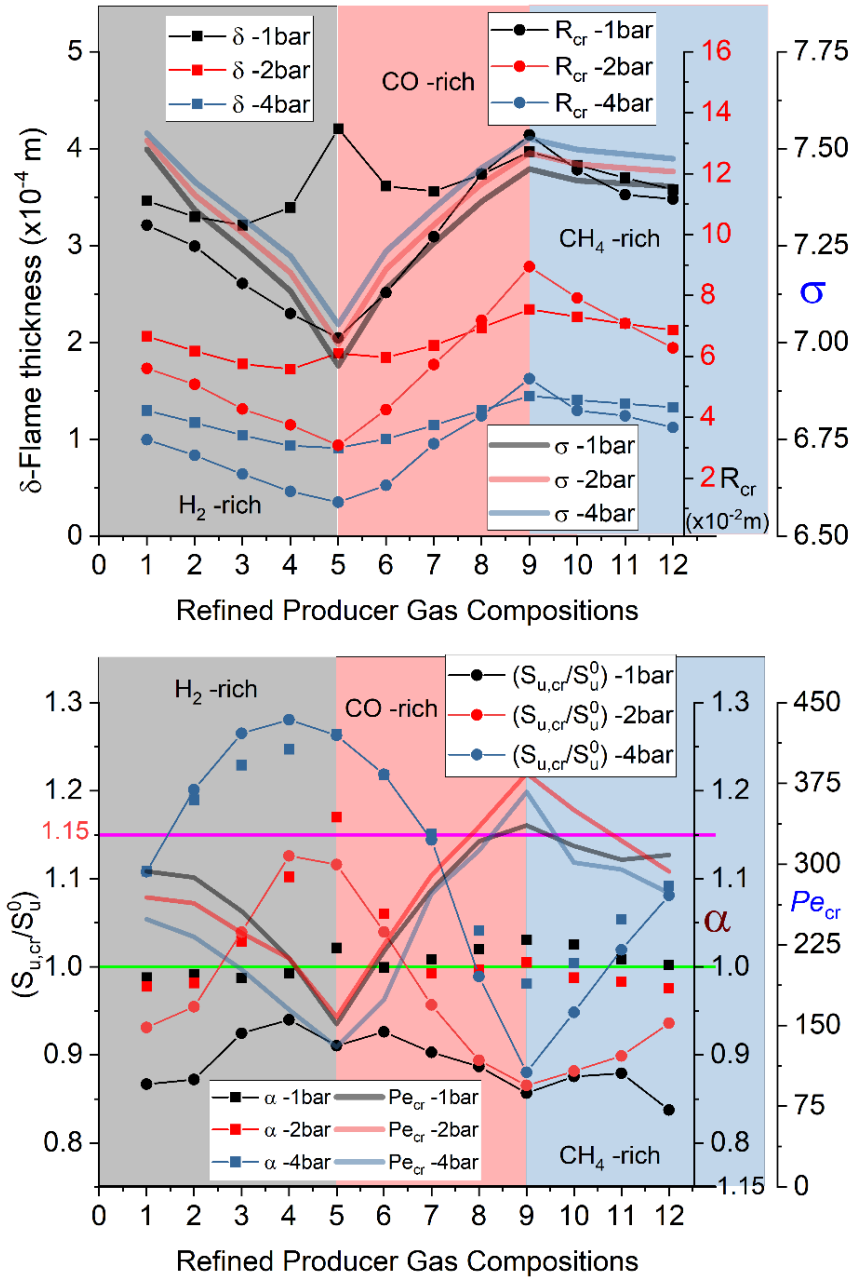 δ -1bar
δ -2bar
δ -4bar
CO -rich
R_cr -1bar
R_cr -2bar
R_cr -4bar
H₂ -rich
CH₄ -rich
σ -1bar
σ -2bar
σ -4bar
δ-Flame thickness (x10⁻⁴ m)
5
4
3
2
1
0
16
14
12
10
8
6
4
2
R_cr
(x10⁻²m)
7.75
7.50
7.25
7.00
6.75
6.50
σ
0 1 2 3 4 5 6 7 8 9 10 11 12
Refined Producer Gas Compositions
H₂ -rich
CO -rich
(S_u,cr/S_u⁰) -1bar
(S_u,cr/S_u⁰) -2bar
(S_u,cr/S_u⁰) -4bar
(S_u,cr/S_u⁰)
1.3
1.2
1.15
1.1
1.0
0.9
0.8
1.3
1.2
1.1
1.0
0.9
0.8
1.15
α
450
375
300
225
150
75
0
Pe_cr
α -1bar
α -2bar
α -4bar
Pe_cr -1bar
Pe_cr -2bar
Pe_cr -4bar
CH₄ -rich
0 1 2 3 4 5 6 7 8 9 10 11 12
Refined Producer Gas Compositions